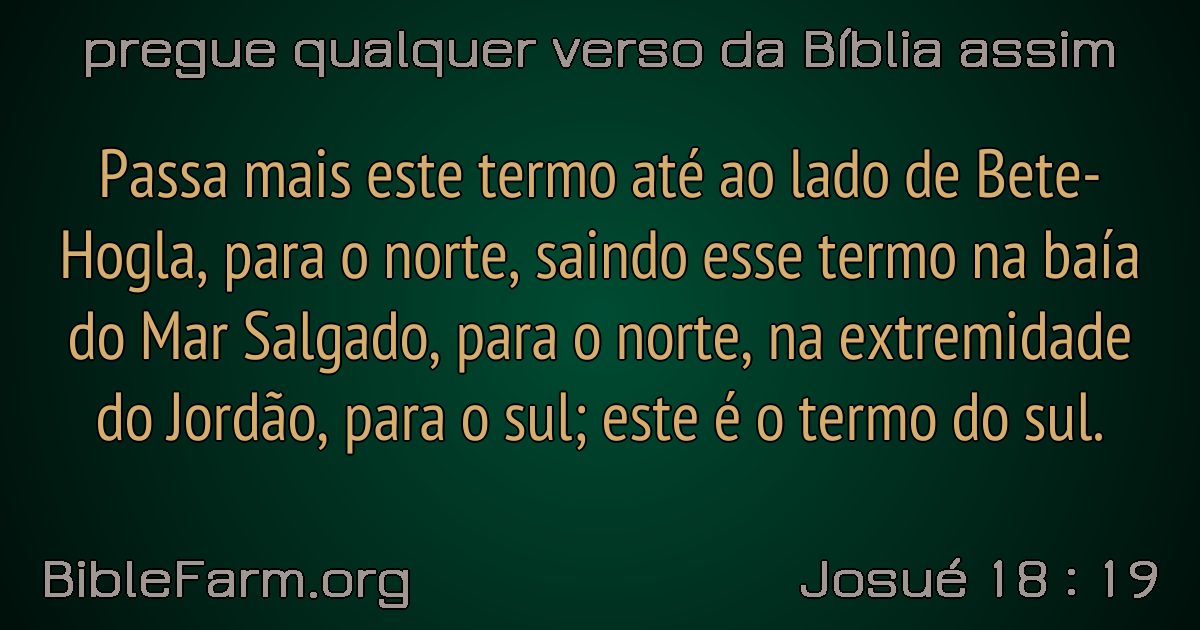 pregue qualquer verso da Bíblia assim
Passa mais este termo até ao lado de Bete-
Hogla, para o norte, saindo esse termo na baía
do Mar Salgado, para o norte, na extremidade
do Jordão, para o sul; este é o termo do sul.
BibleFarm.org
Josué 18 : 19